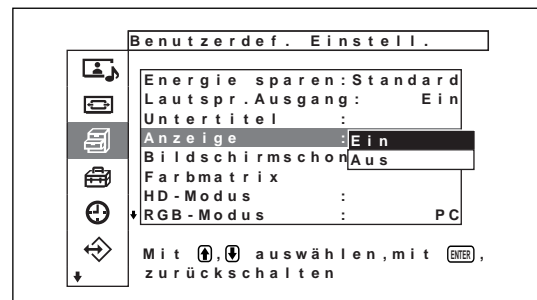 Benutzerdef. Einstell.
Energie sparen:Standard
Lautspr.Ausgang: Ein
Untertitel :
Anzeige :Ein
Aus
Bildschirmschon
Farbmatrix
HD-Modus :
RGB-Modus : PC
Mit ↑,↓ auswählen,mit ENTER,
zurückschalten